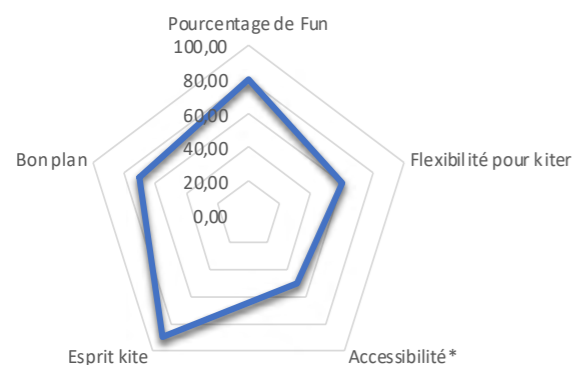 Pourcentage de Fun
100,00
80,00
60,00
40,00
20,00
0,00
Bon plan
Flexibilité pour kiter
Esprit kite
Accessibilité*